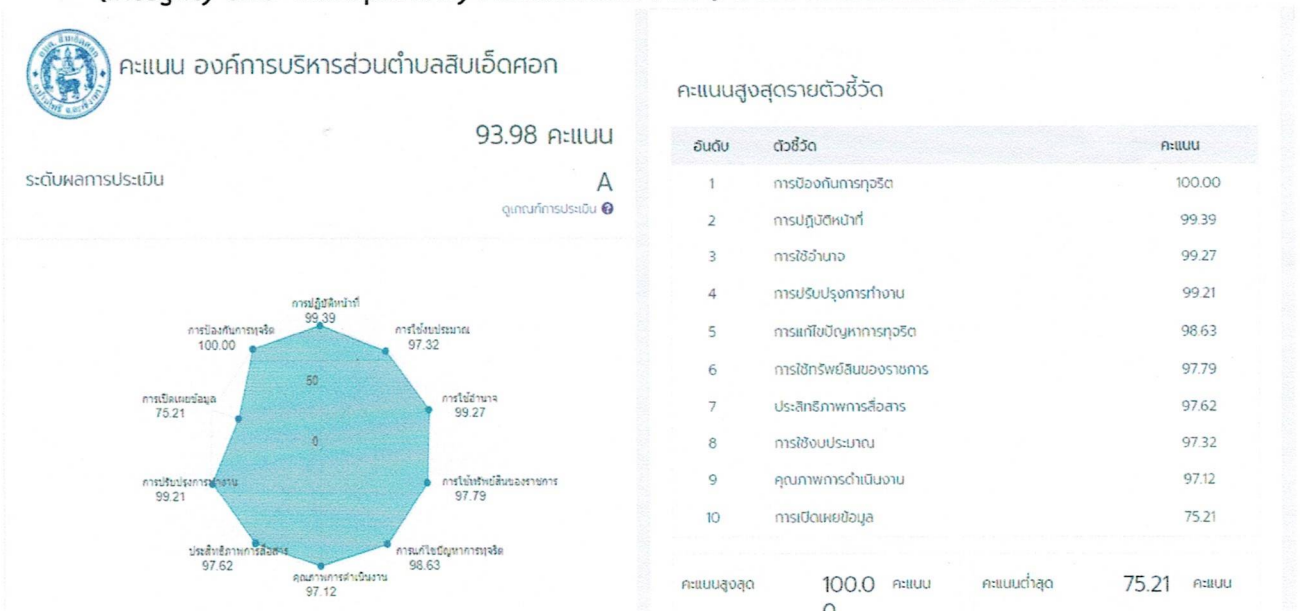 คะแนน องค์การบริหารส่วนตำบลสิบเอ็ดศอก
93.98 คะแนน
ระดับผลการประเมิน
A
ดูเกณฑ์การประเมิน
การปฏิบัติหน้าที่
99.39
การป้องกันการทุจริต
100.00
การใช้งบประมาณ
97.32
50
การเปิดเผยข้อมูล
75.21
การใช้อำนาจ
99.27
0
การปรับปรุงการทำงาน
99.21
การใช้ทรัพย์สินของราชการ
97.79
ประสิทธิภาพการสื่อสาร
97.62
การแก้ไขปัญหาการทุจริต
98.63
คุณภาพการดำเนินงาน
97.12
คะแนนสูงสุดรายตัวชี้วัด
อันดับ ตัวชี้วัด คะแนน
1 การป้องกันการทุจริต 100.00
2 การปฏิบัติหน้าที่ 99.39
3 การใช้อำนาจ 99.27
4 การปรับปรุงการทำงาน 99.21
5 การแก้ไขปัญหาการทุจริต 98.63
6 การใช้ทรัพย์สินของราชการ 97.79
7 ประสิทธิภาพการสื่อสาร 97.62
8 การใช้งบประมาณ 97.32
9 คุณภาพการดำเนินงาน 97.12
10 การเปิดเผยข้อมูล 75.21
คะแนนสูงสุด 100.0 คะแนน คะแนนต่ำสุด 75.21 คะแนน
0